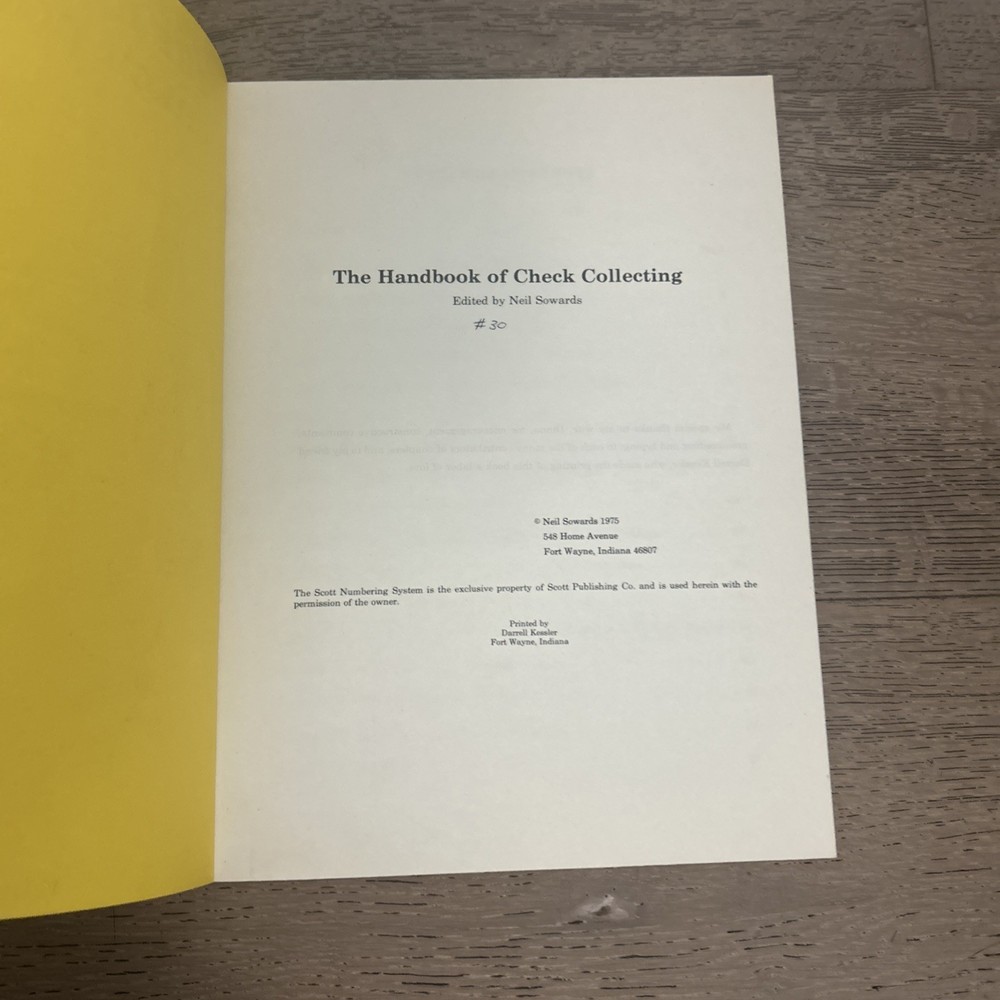 The Handbook of Check Collecting
Edited by Neil Sowards
# 30
© Neil Sowards 1975
548 Home Avenue
Fort Wayne, Indiana 46807
The Scott Numbering System is the exclusive property of Scott Publishing Co. and is used herein with the
permission of the owner.
Printed by
Darrell Kessler
Fort Wayne, Indiana